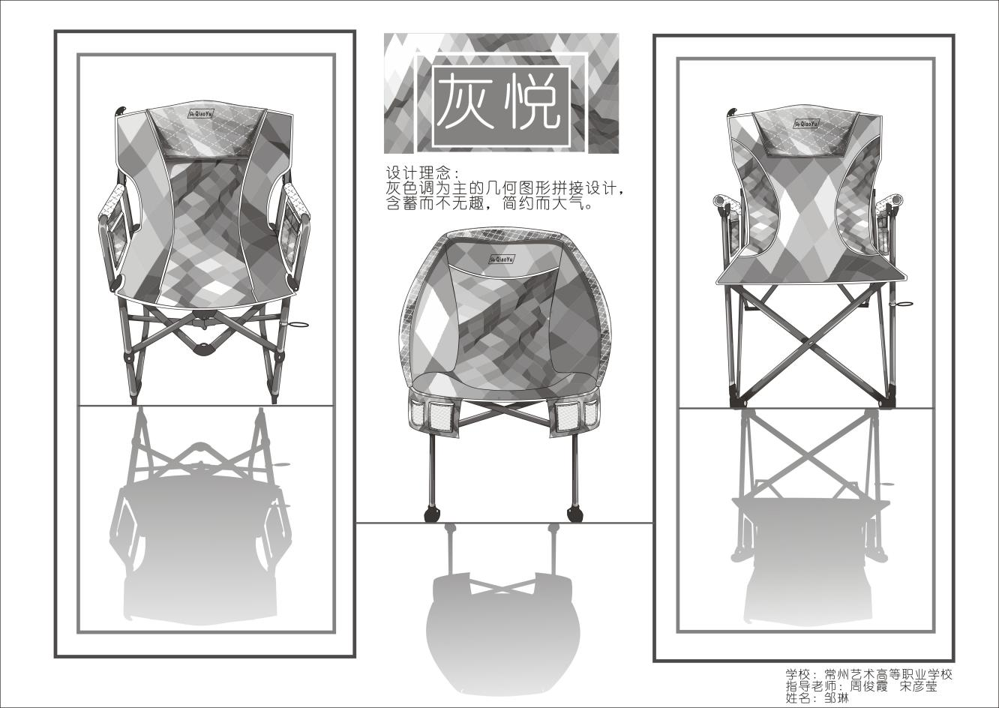 灰悦
设计理念：
灰色调为主的几何图形拼接设计，
含蓄而不无趣，简约而大气。
QiaoYu
QiaoYu
QiaoYu
学校：常州艺术高等职业学校
指导老师：周俊霞 宋彦莹
姓名：邹琳